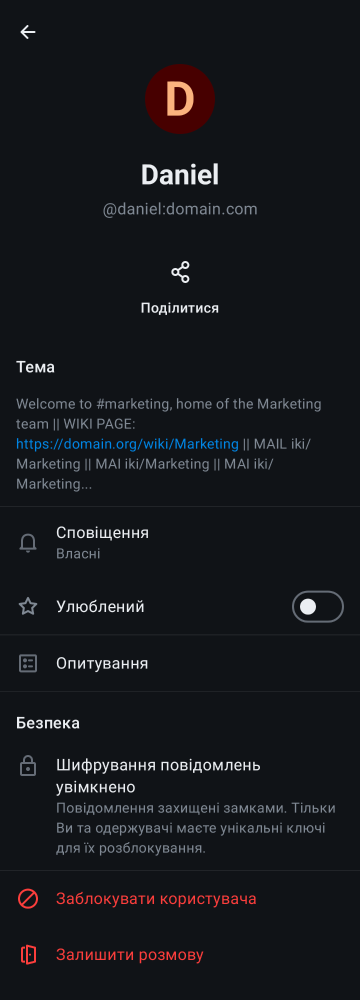 D
Daniel
@daniel:domain.com
Поділитися
Тема
Welcome to #marketing, home of the Marketing
team || WIKI PAGE:
https://domain.org/wiki/Marketing || MAIL iki/
Marketing || MAI iki/Marketing || MAI iki/
Marketing...
Сповіщення
Власні
Улюблений
Опитування
Безпека
Шифрування повідомлень
увімкнено
Повідомлення захищені замками. Тільки
Ви та одержувачі маєте унікальні ключі
для їх розблокування.
Заблокувати користувача
Залишити розмову